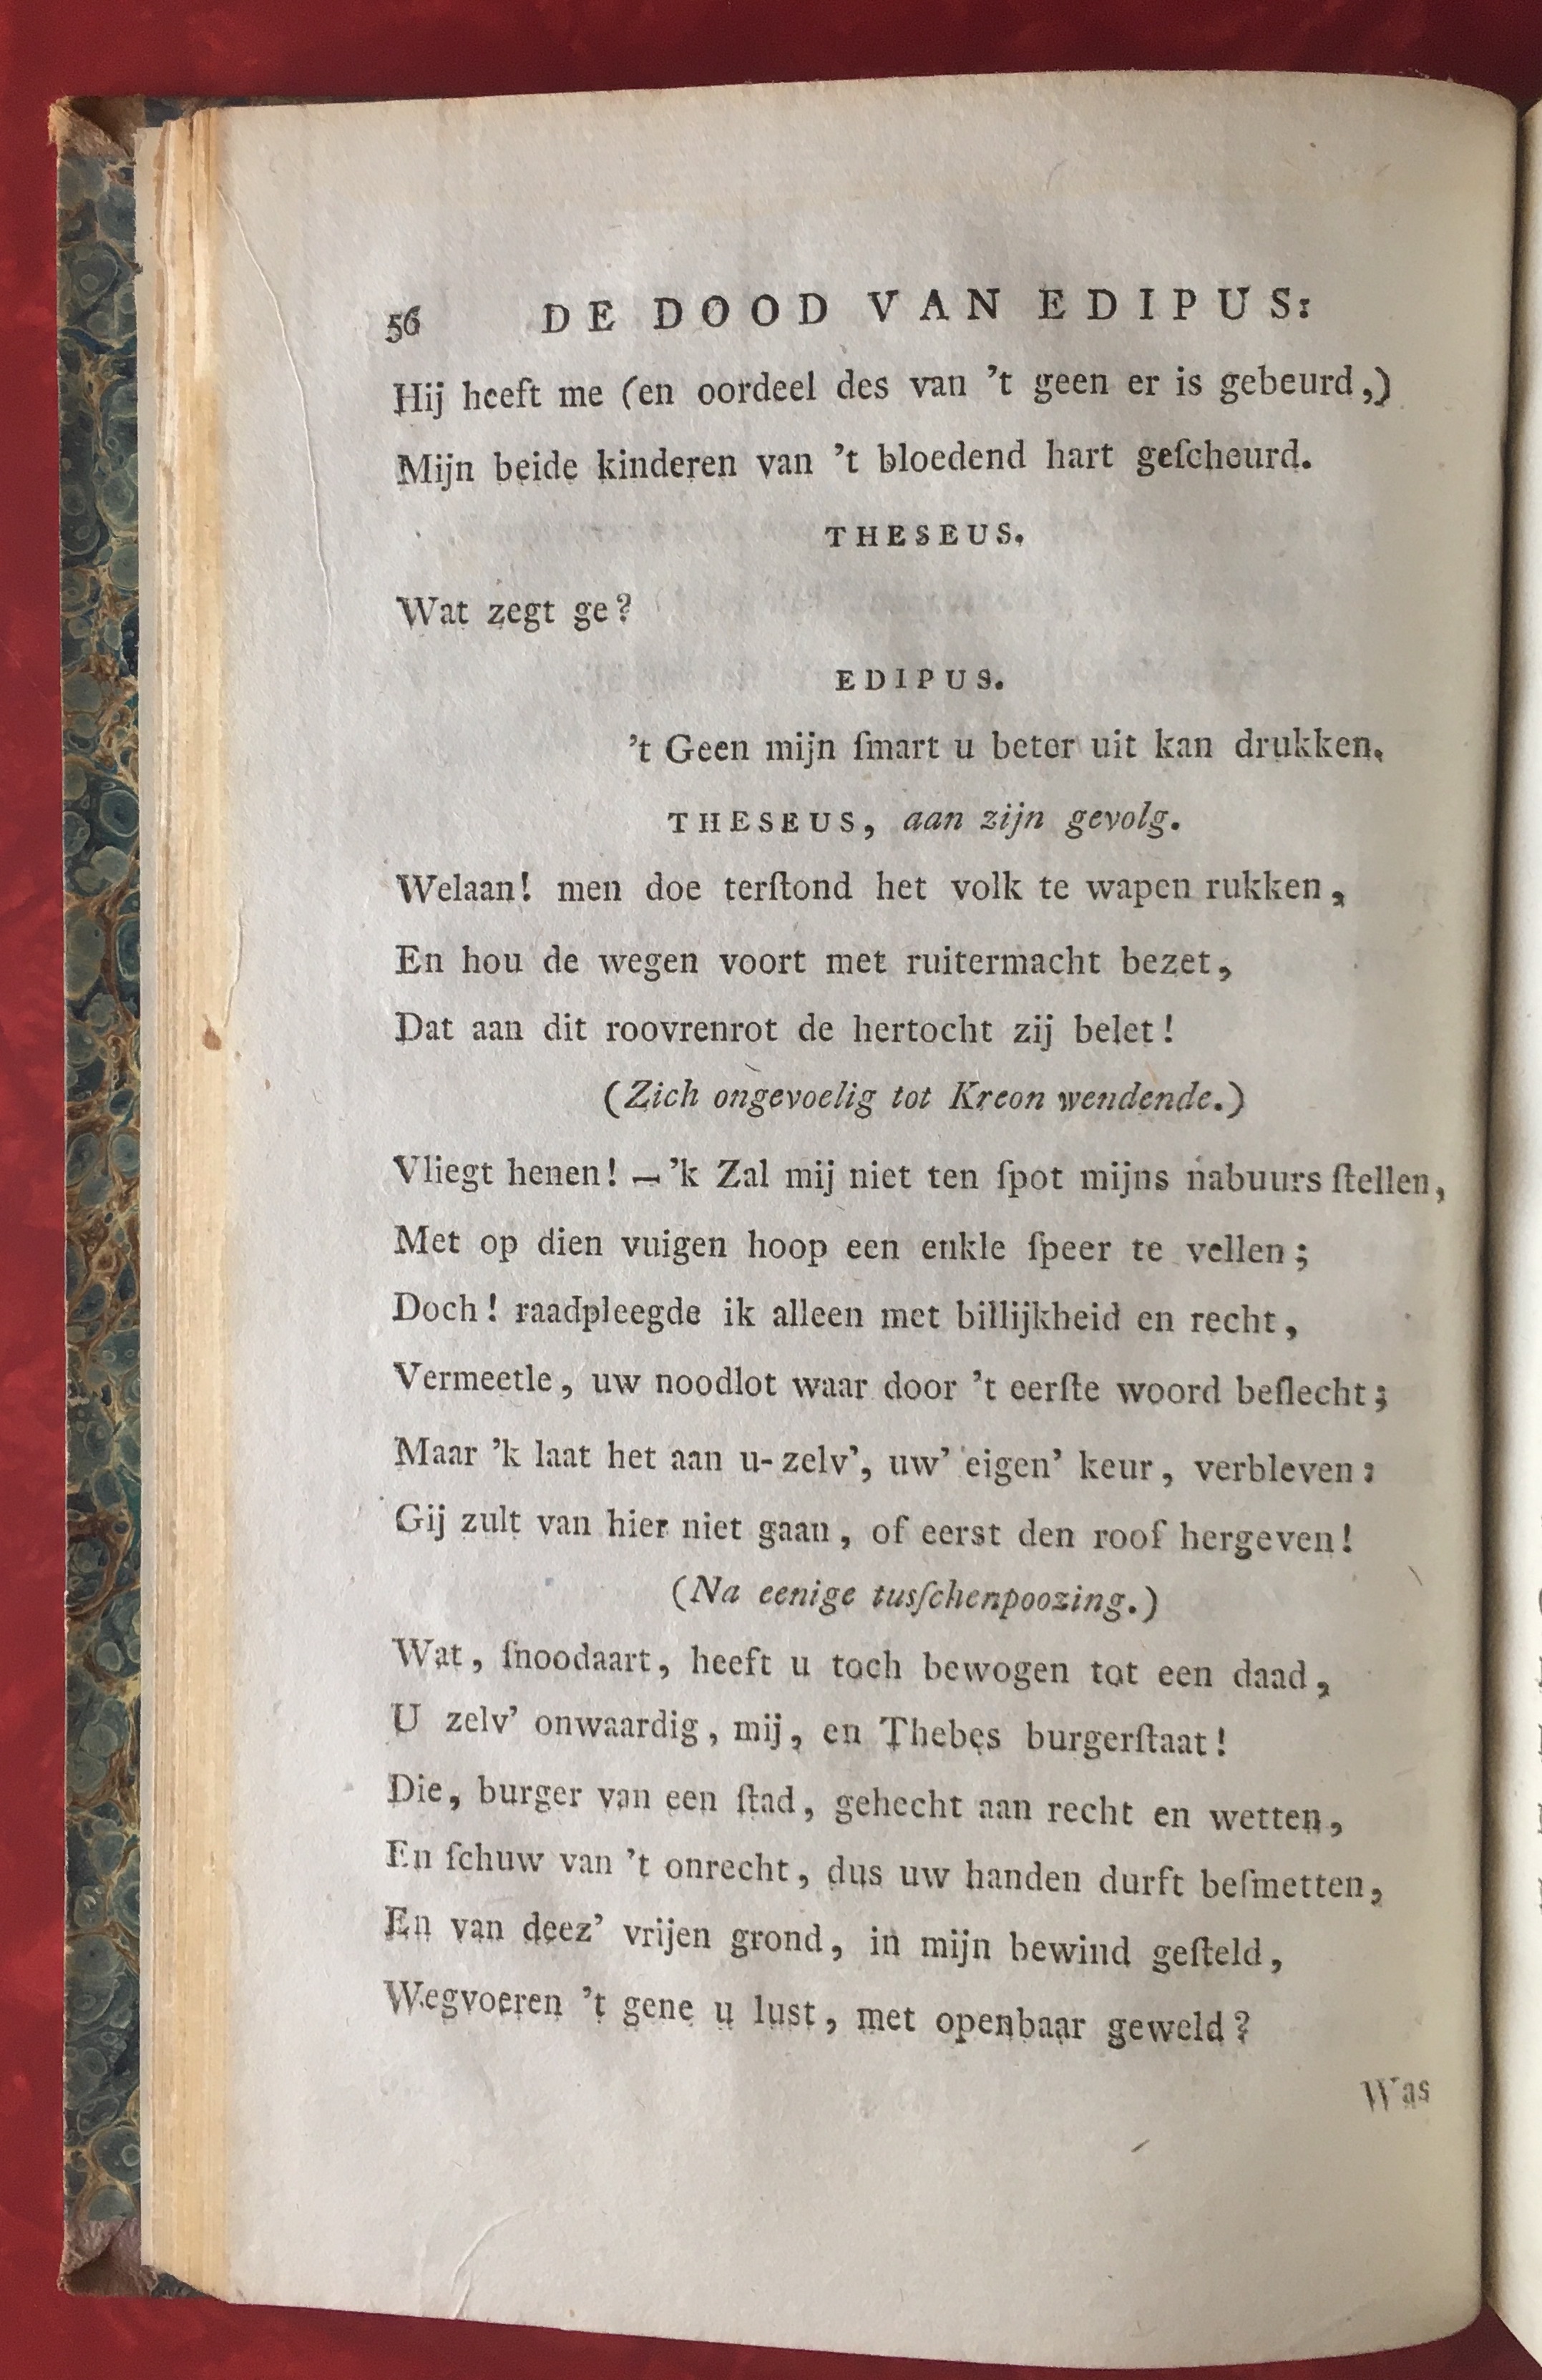 56 DE DOOD VAN EDIPUS:
Hij heeft me (en oordeel des van 't geen er is gebeurd,)
Mijn beide kinderen van 't bloedend hart geſcheurd.
THESEUS.
Wat zegt ge?
EDIPUS.
't Geen mijn ſmart u beter uit kan drukken.
THESEUS, aan zijn gevolg.
Welaan! men doe terſtond het volk te wapen rukken,
En hou de wegen voort met ruitermacht bezet,
Dat aan dit roovrenrot de hertocht zij belet!
(Zich ongevoelig tot Kreon wendende.)
Vliegt henen! — 'k Zal mij niet ten ſpot mijns nabuurs ſtellen,
Met op dien vuigen hoop een enkle ſpeer te vellen;
Doch! raadpleegde ik alleen met billijkheid en recht,
Vermeetle, uw noodlot waar door 't eerſte woord beſlecht;
Maar 'k laat het aan u-zelv', uw' eigen' keur, verbleven:
Gij zult van hier niet gaan, of eerst den roof hergeven!
(Na eenige tusſchenpoozing.)
Wat, ſnoodaart, heeft u toch bewogen tot een daad,
U zelv' onwaardig, mij, en Thebes burgerſtaat!
Die, burger van een ſtad, gehecht aan recht en wetten,
En ſchuw van 't onrecht, dus uw handen durft beſmetten,
En van deez' vrijen grond, in mijn bewind geſteld,
Wegvoeren 't gene u lust, met openbaar geweld?
Was